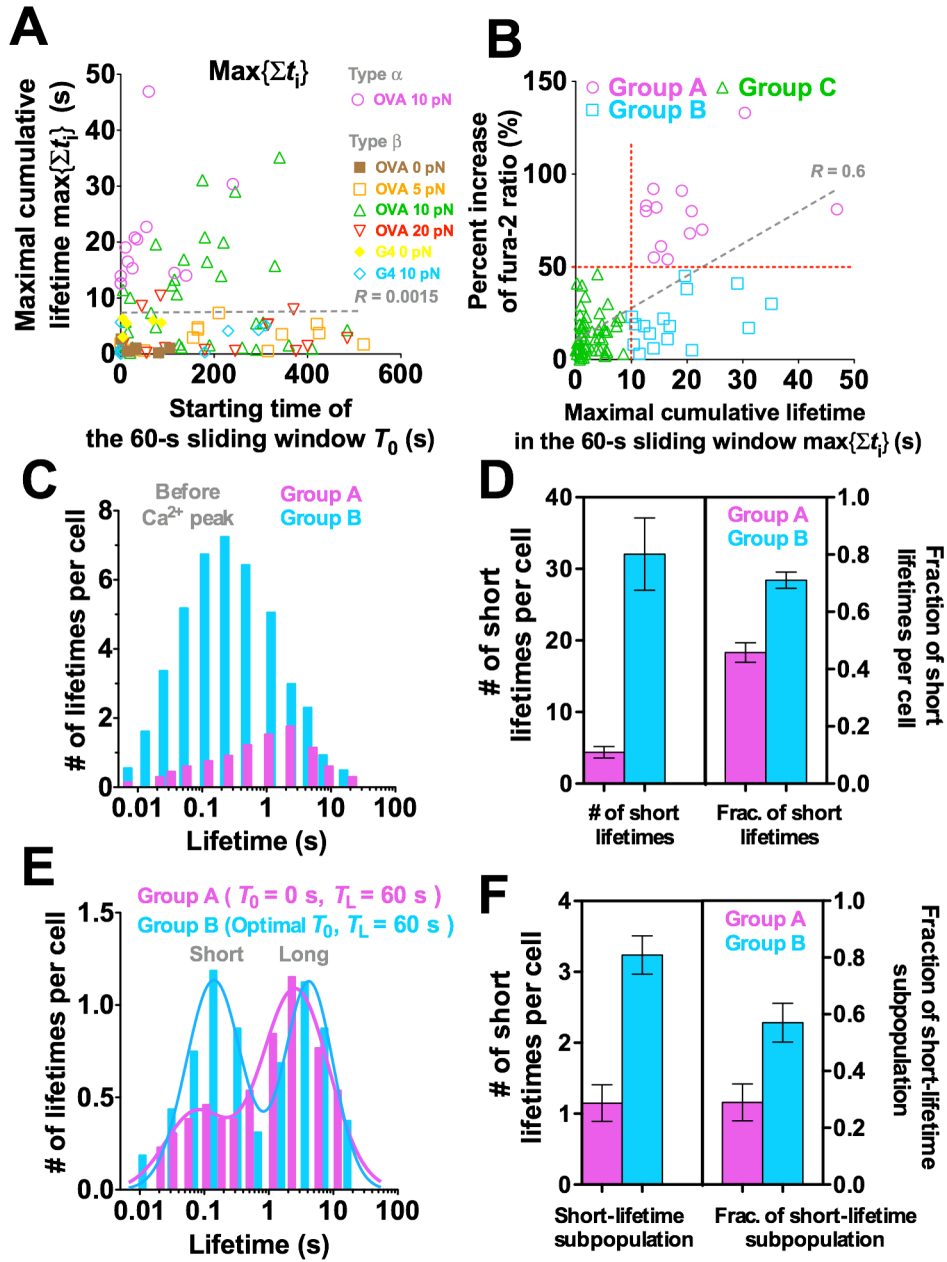 A
Max{Σti}
Maximal cumulative
lifetime max{Σti} (s)
50
40
30
20
10
0
0
200
400
600
Starting time of
the 60-s sliding window T0 (s)
Type α
OVA 10 pN
Type β
OVA 0 pN
OVA 5 pN
OVA 10 pN
OVA 20 pN
G4 0 pN
G4 10 pN
R = 0.0015
B
Percent increase
of fura-2 ratio (%)
150
100
50
0
Group A
Group C
Group B
R = 0.6
0
10
20
30
40
50
Maximal cumulative lifetime
in the 60-s sliding window max{Σti} (s)
C
Before
Ca2+ peak
Group A
Group B
# of lifetimes per cell
8
6
4
2
0
0.01
0.1
1
10
100
Lifetime (s)
D
# of short
lifetimes per cell
40
30
20
10
0
Group A
Group B
1.0
0.8
0.6
0.4
0.2
0.0
Fraction of short
lifetimes per cell
# of short
lifetimes
Frac. of short
lifetimes
E
Group A ( T0 = 0 s, TL = 60 s )
Group B (Optimal T0, TL = 60 s )
Short
Long
# of lifetimes per cell
1.5
1.0
0.5
0.0
0.01
0.1
1
10
100
Lifetime (s)
F
# of short
lifetimes per cell
4
3
2
1
0
Group A
Group B
1.0
0.8
0.6
0.4
0.2
0.0
Fraction of short-lifetime
subpopulation
Short-lifetime
subpopulation
Frac. of short-lifetime
subpopulation